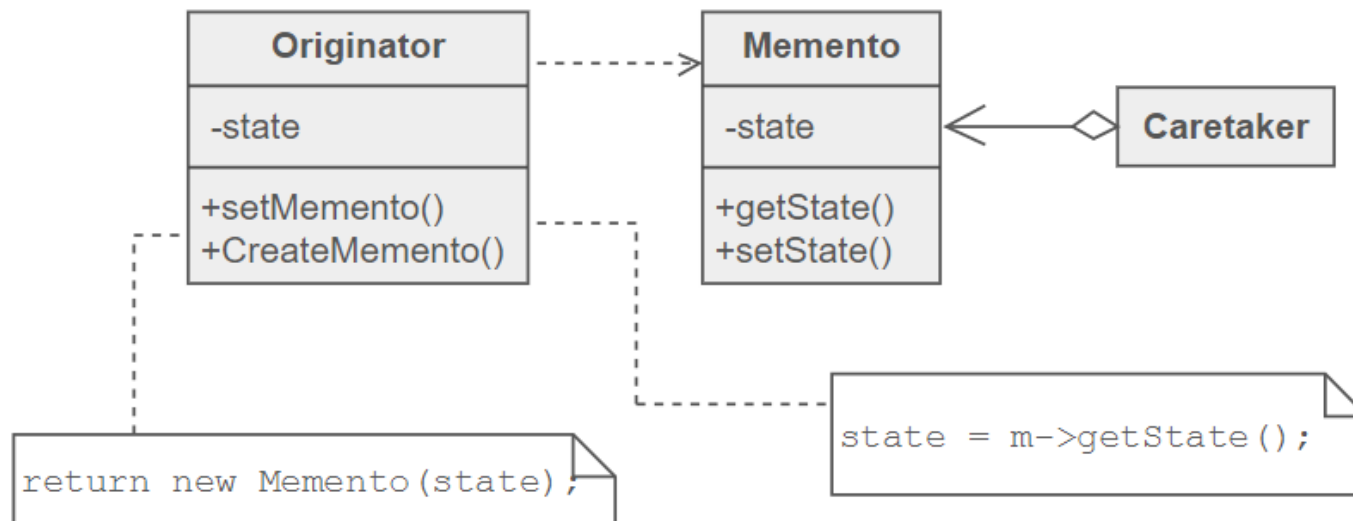 Originator
-state
+setMemento()
+CreateMemento()
Memento
-state
+getState()
+setState()
Caretaker
return new Memento(state);
state = m->getState();